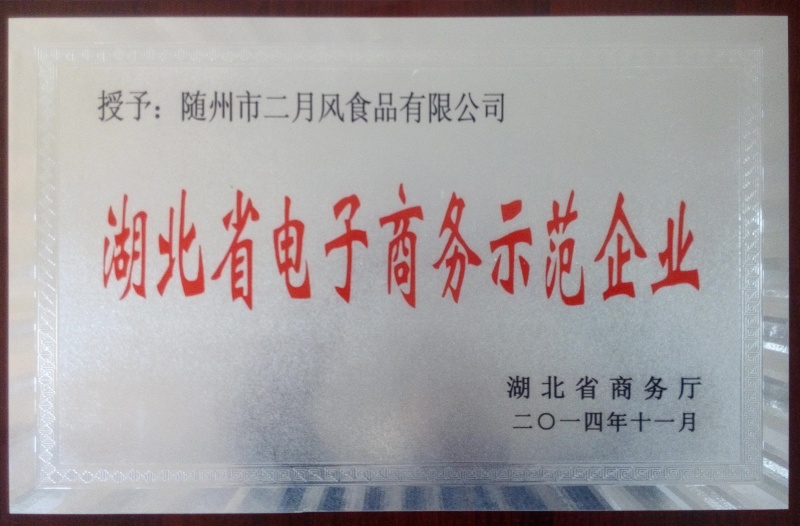 授予：随州市二月风食品有限公司
湖北省电子商务示范企业
湖北省商务厅
二〇一四年十一月